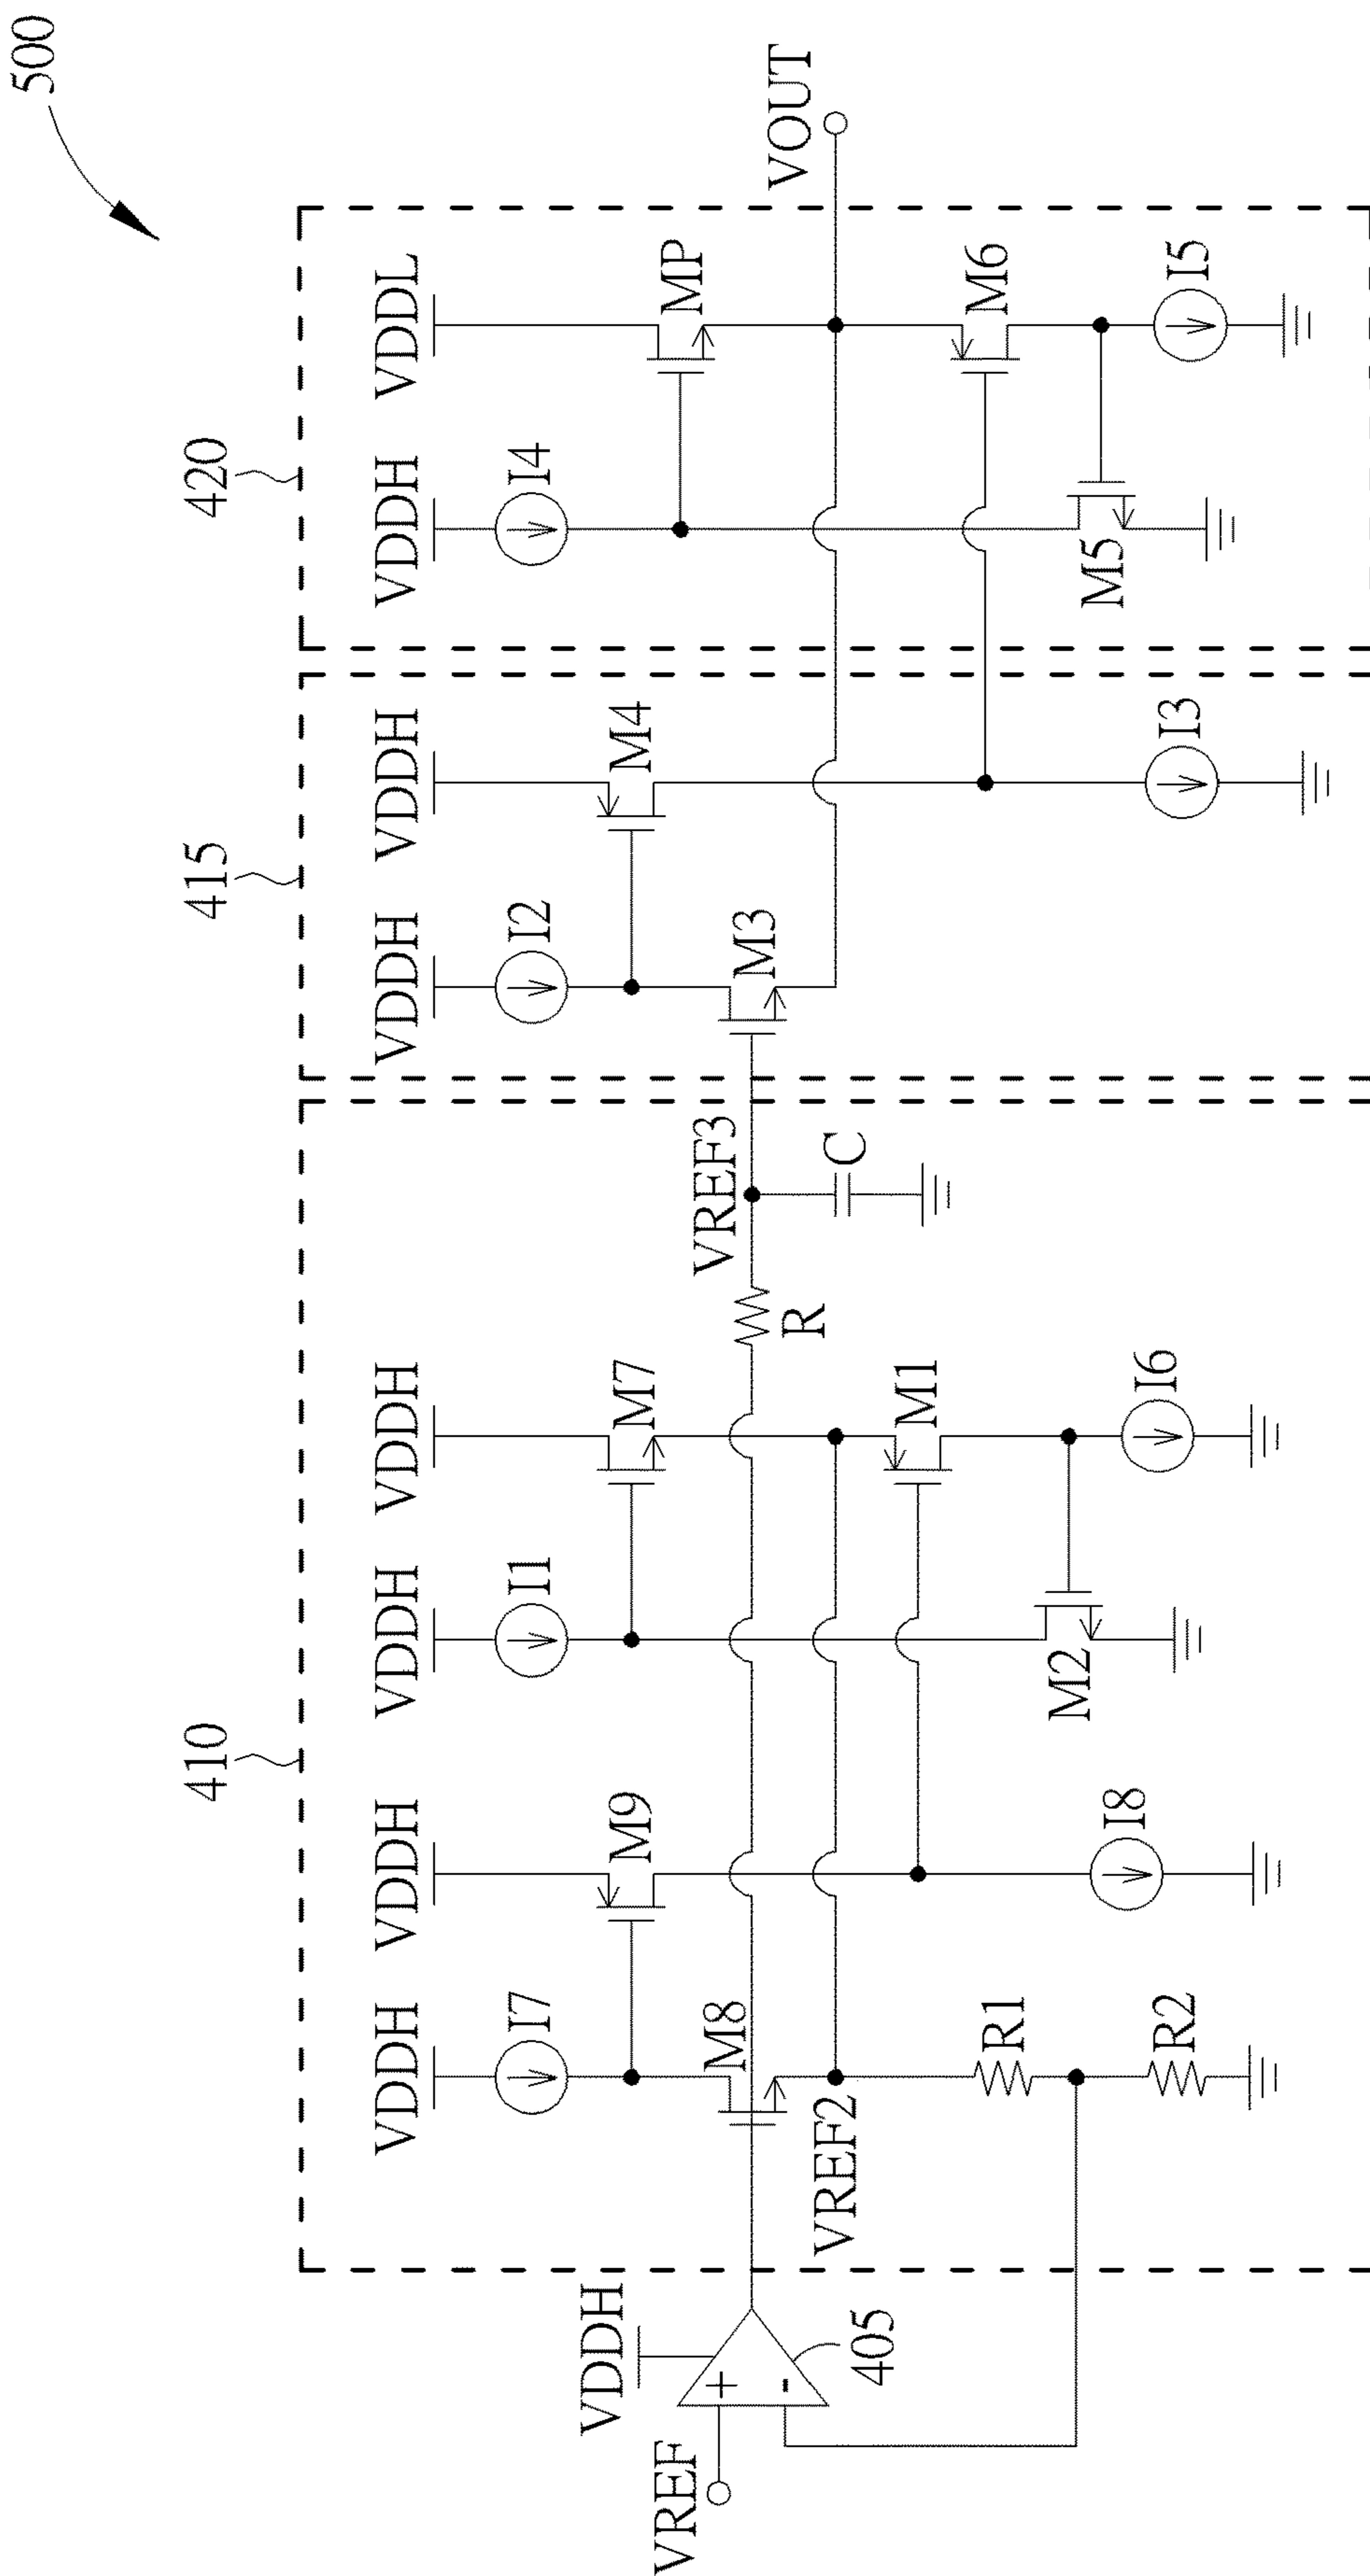 500
410
415
420
VDDH
VDDH
VDDH
VDDH
VDDH
VDDH
VDDH
VDDL
I7
M9
I1
M7
I2
M4
I4
MP
VDDH
M8
M3
VREF
+
-
405
VREF2
R
VREF3
C
VOUT
R1
R2
I8
M2
M1
I6
I3
M5
M6
I5